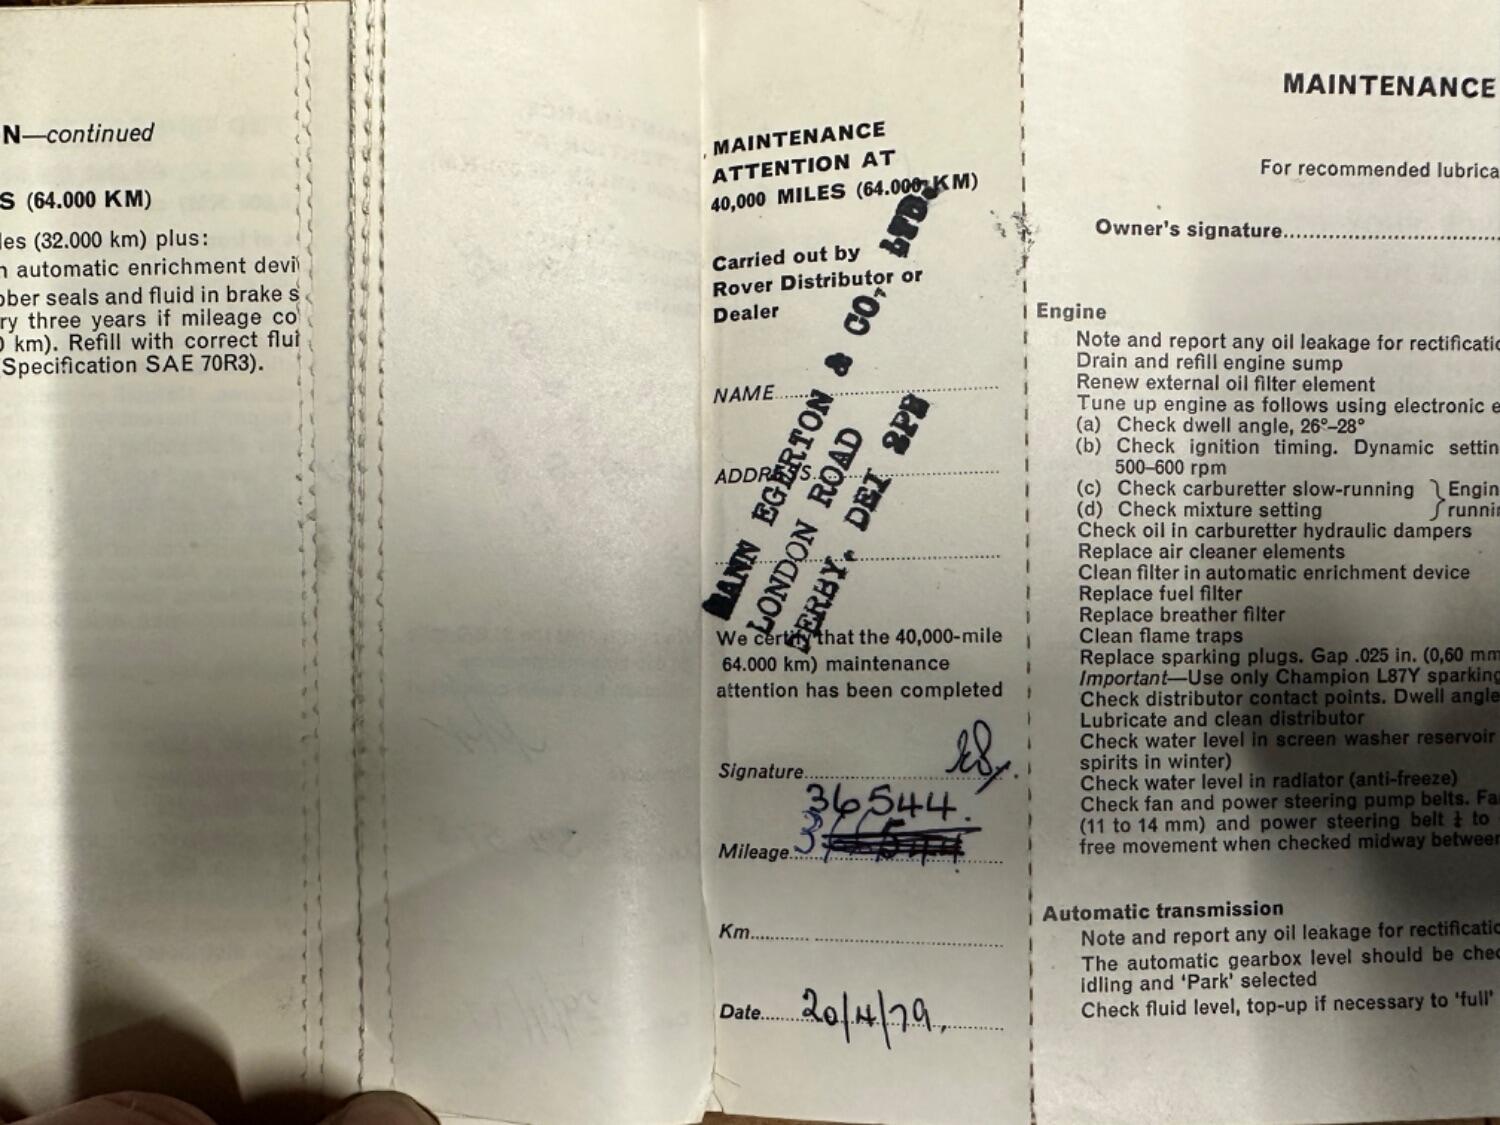 N—continued
S (64.000 KM)
les (32.000 km) plus:
n automatic enrichment devi
bber seals and fluid in brake s
ry three years if mileage co
0 km). Refill with correct flui
(Specification SAE 70R3).
MAINTENANCE
ATTENTION AT
40,000 MILES (64.000 KM)
Carried out by
Rover Distributor or
Dealer
NAME
ADDRESS
MANN EGERTON & CO, LTD.
LONDON ROAD
DERBY. DE1 2PB
We certify that the 40,000-mile
64.000 km) maintenance
attention has been completed
Signature
36544.
Mileage
Km
Date 20/4/79.
MAINTENANCE
For recommended lubrica
Owner's signature
Engine
Note and report any oil leakage for rectificatio
Drain and refill engine sump
Renew external oil filter element
Tune up engine as follows using electronic e
(a) Check dwell angle, 26°–28°
(b) Check ignition timing. Dynamic settin
500–600 rpm
(c) Check carburetter slow-running } Engin
(d) Check mixture setting } runnin
Check oil in carburetter hydraulic dampers
Replace air cleaner elements
Clean filter in automatic enrichment device
Replace fuel filter
Replace breather filter
Clean flame traps
Replace sparking plugs. Gap .025 in. (0,60 mm
Important—Use only Champion L87Y sparking
Check distributor contact points. Dwell angle
Lubricate and clean distributor
Check water level in screen washer reservoir
spirits in winter)
Check water level in radiator (anti-freeze)
Check fan and power steering pump belts. Fa
(11 to 14 mm) and power steering belt to
free movement when checked midway between
Automatic transmission
Note and report any oil leakage for rectificatio
The automatic gearbox level should be chec
idling and 'Park' selected
Check fluid level, top-up if necessary to 'full'